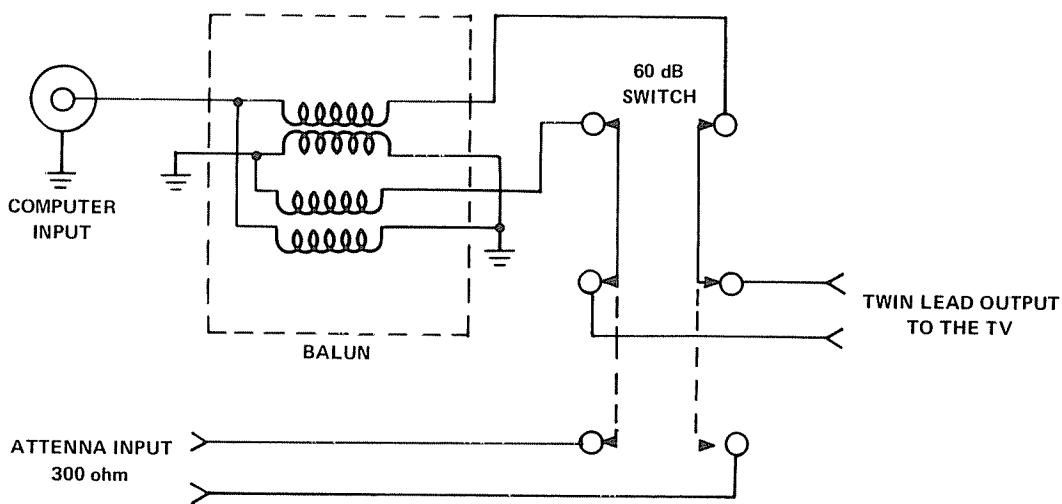 60 dB
SWITCH
COMPUTER
INPUT
BALUN
TWIN LEAD OUTPUT
TO THE TV
ATTENNA INPUT
300 ohm